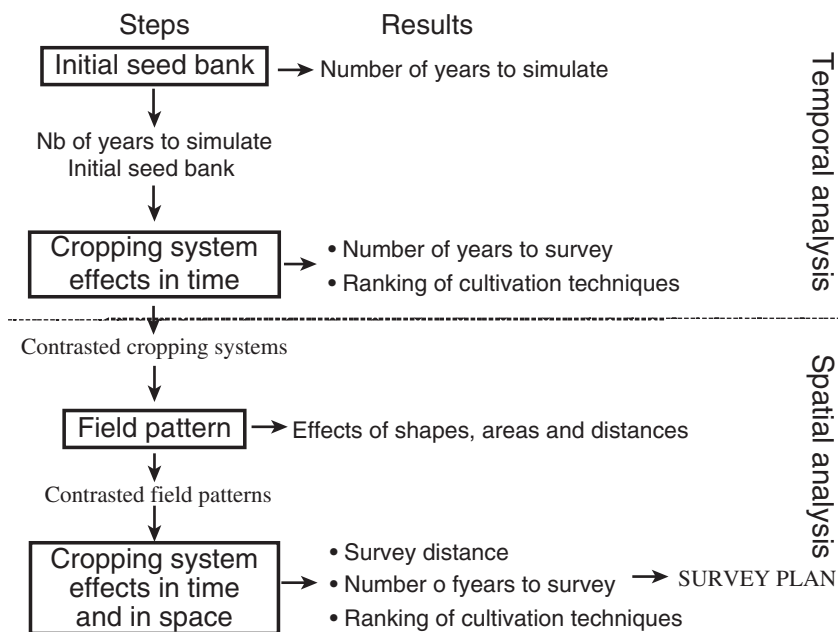 Steps
Results
Initial seed bank
Number of years to simulate
Nb of years to simulate
Initial seed bank
Cropping system
effects in time
• Number of years to survey
• Ranking of cultivation techniques
Temporal analysis
Contrasted cropping systems
Field pattern
Effects of shapes, areas and distances
Contrasted field patterns
Cropping system
effects in time
and in space
• Survey distance
• Number o fyears to survey
• Ranking of cultivation techniques
SURVEY PLAN
Spatial analysis